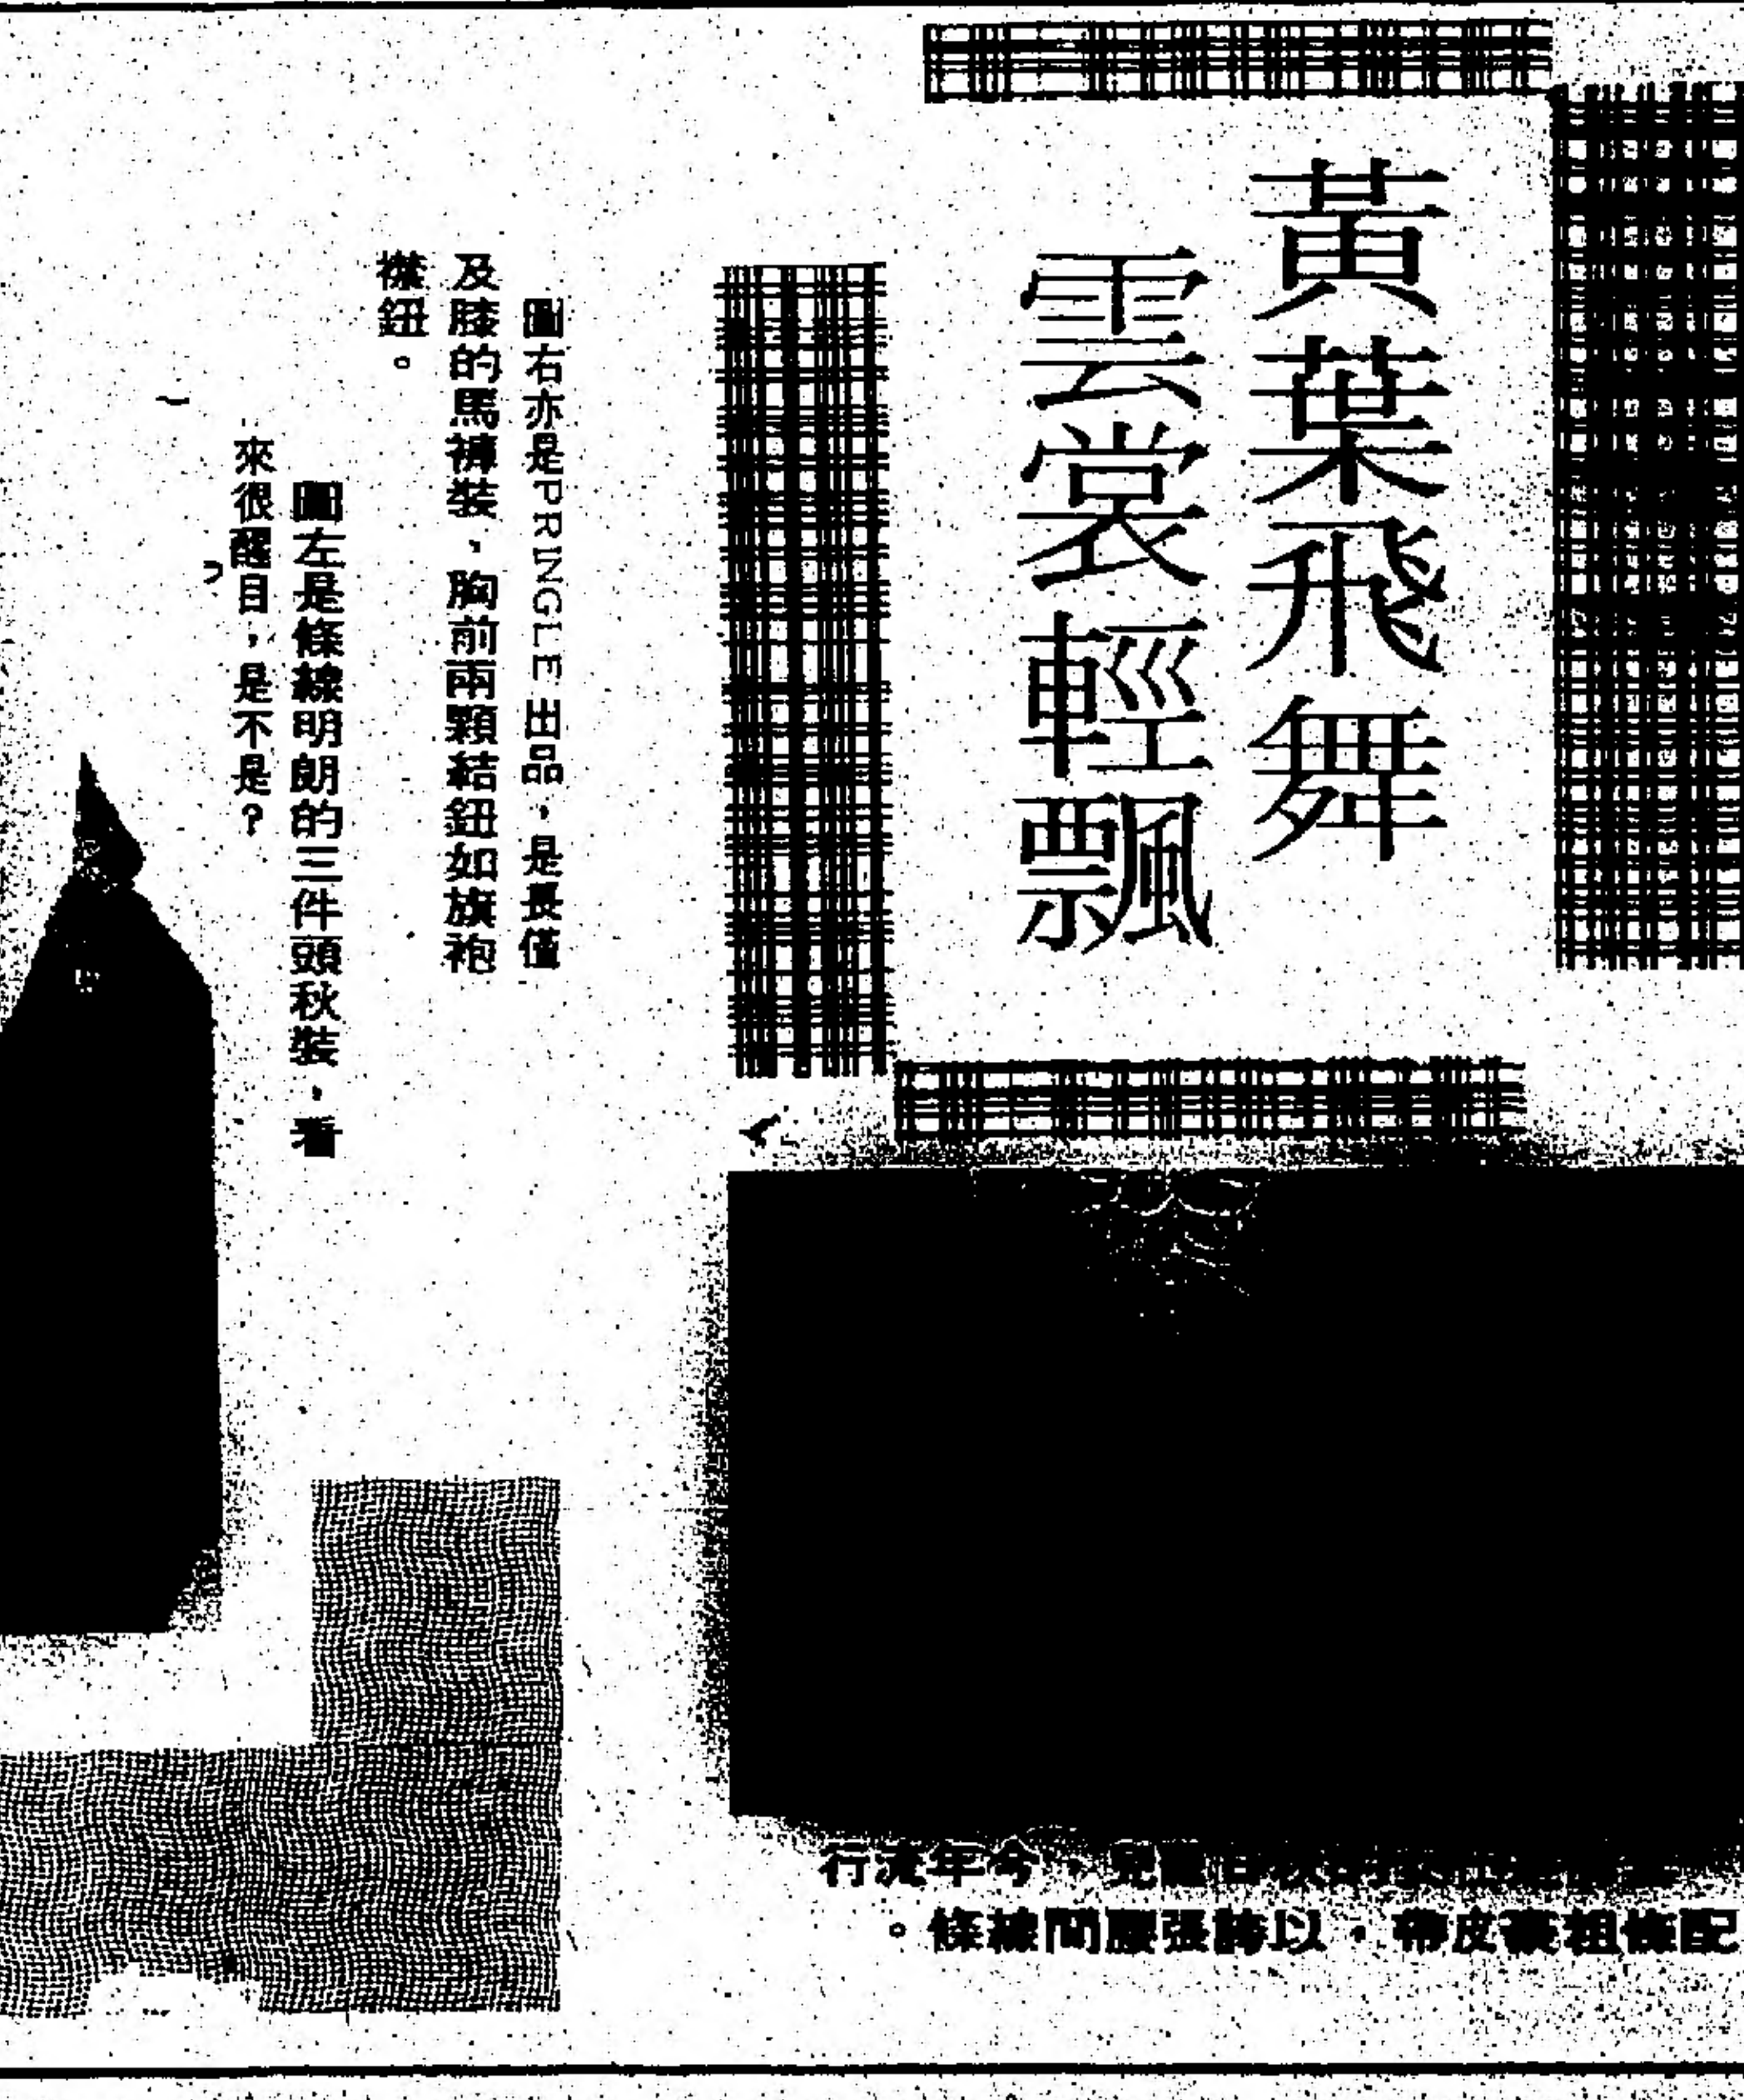 黃葉飛舞
雲裳輕飄
圖右亦是PRINGLE出品，是長僅
及膝的馬褲裝，胸前兩顆結鈕如旗袍
襟鈕。
圖左是條線明朗的三件頭秋裝，看
來很醒目，是不是？
行流年今，兒
。條線間腰張誇以，帶皮獷粗條配